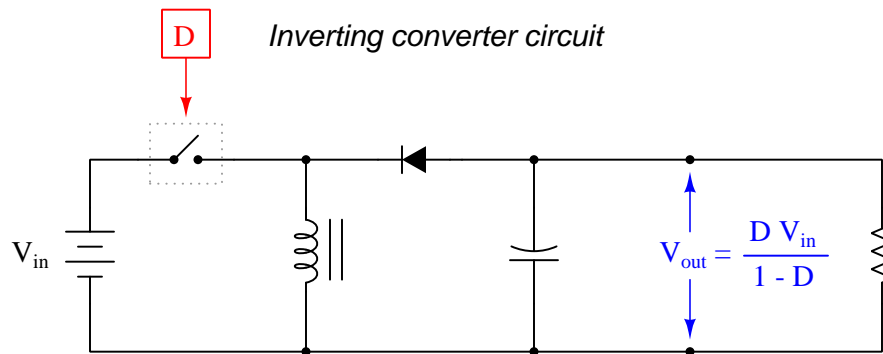 D
Inverting converter circuit
V_in
V_out = D V_in
1 - D